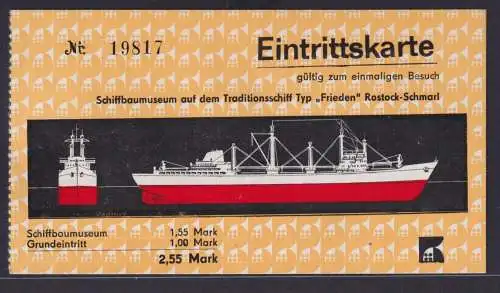 Nr. 19817
Eintrittskarte
gültig zum einmaligen Besuch
Schiffbaumuseum auf dem Traditionsschiff Typ „Frieden" Rostock-Schmarl
Schiffbaumuseum 1,55 Mark
Grundeintritt 1,00 Mark
2,55 Mark